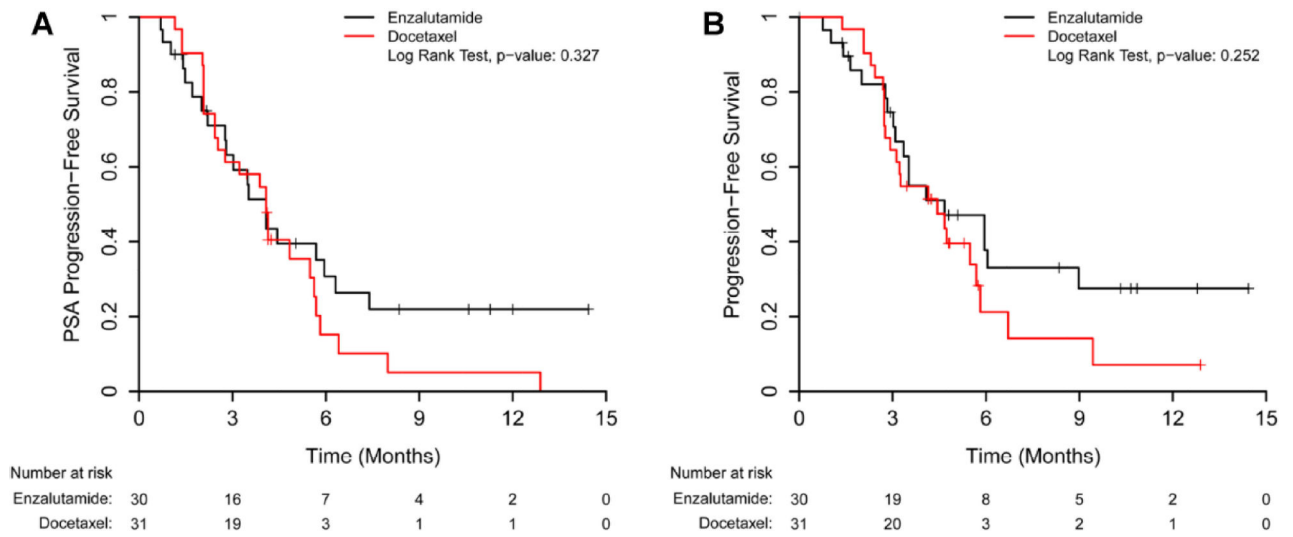 A
Enzalutamide
Docetaxel
Log Rank Test, p-value: 0.327
PSA Progression-Free Survival
1
0.8
0.6
0.4
0.2
0
0 3 6 9 12 15
Time (Months)
Number at risk
Enzalutamide: 30 16 7 4 2 0
Docetaxel: 31 19 3 1 1 0
B
Enzalutamide
Docetaxel
Log Rank Test, p-value: 0.252
Progression-Free Survival
1
0.8
0.6
0.4
0.2
0
0 3 6 9 12 15
Time (Months)
Number at risk
Enzalutamide: 30 19 8 5 2 0
Docetaxel: 31 20 3 2 1 0